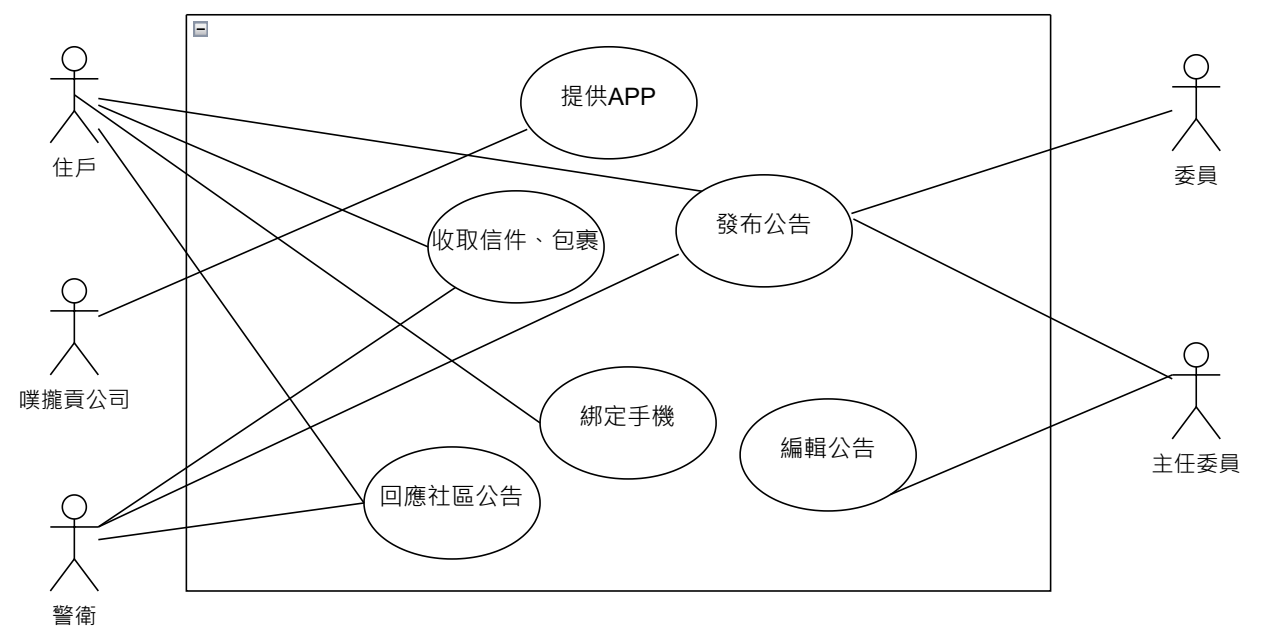 提供APP
住戶
委員
發布公告
收取信件、包裹
噗攏貢公司
綁定手機
編輯公告
主任委員
回應社區公告
警衛